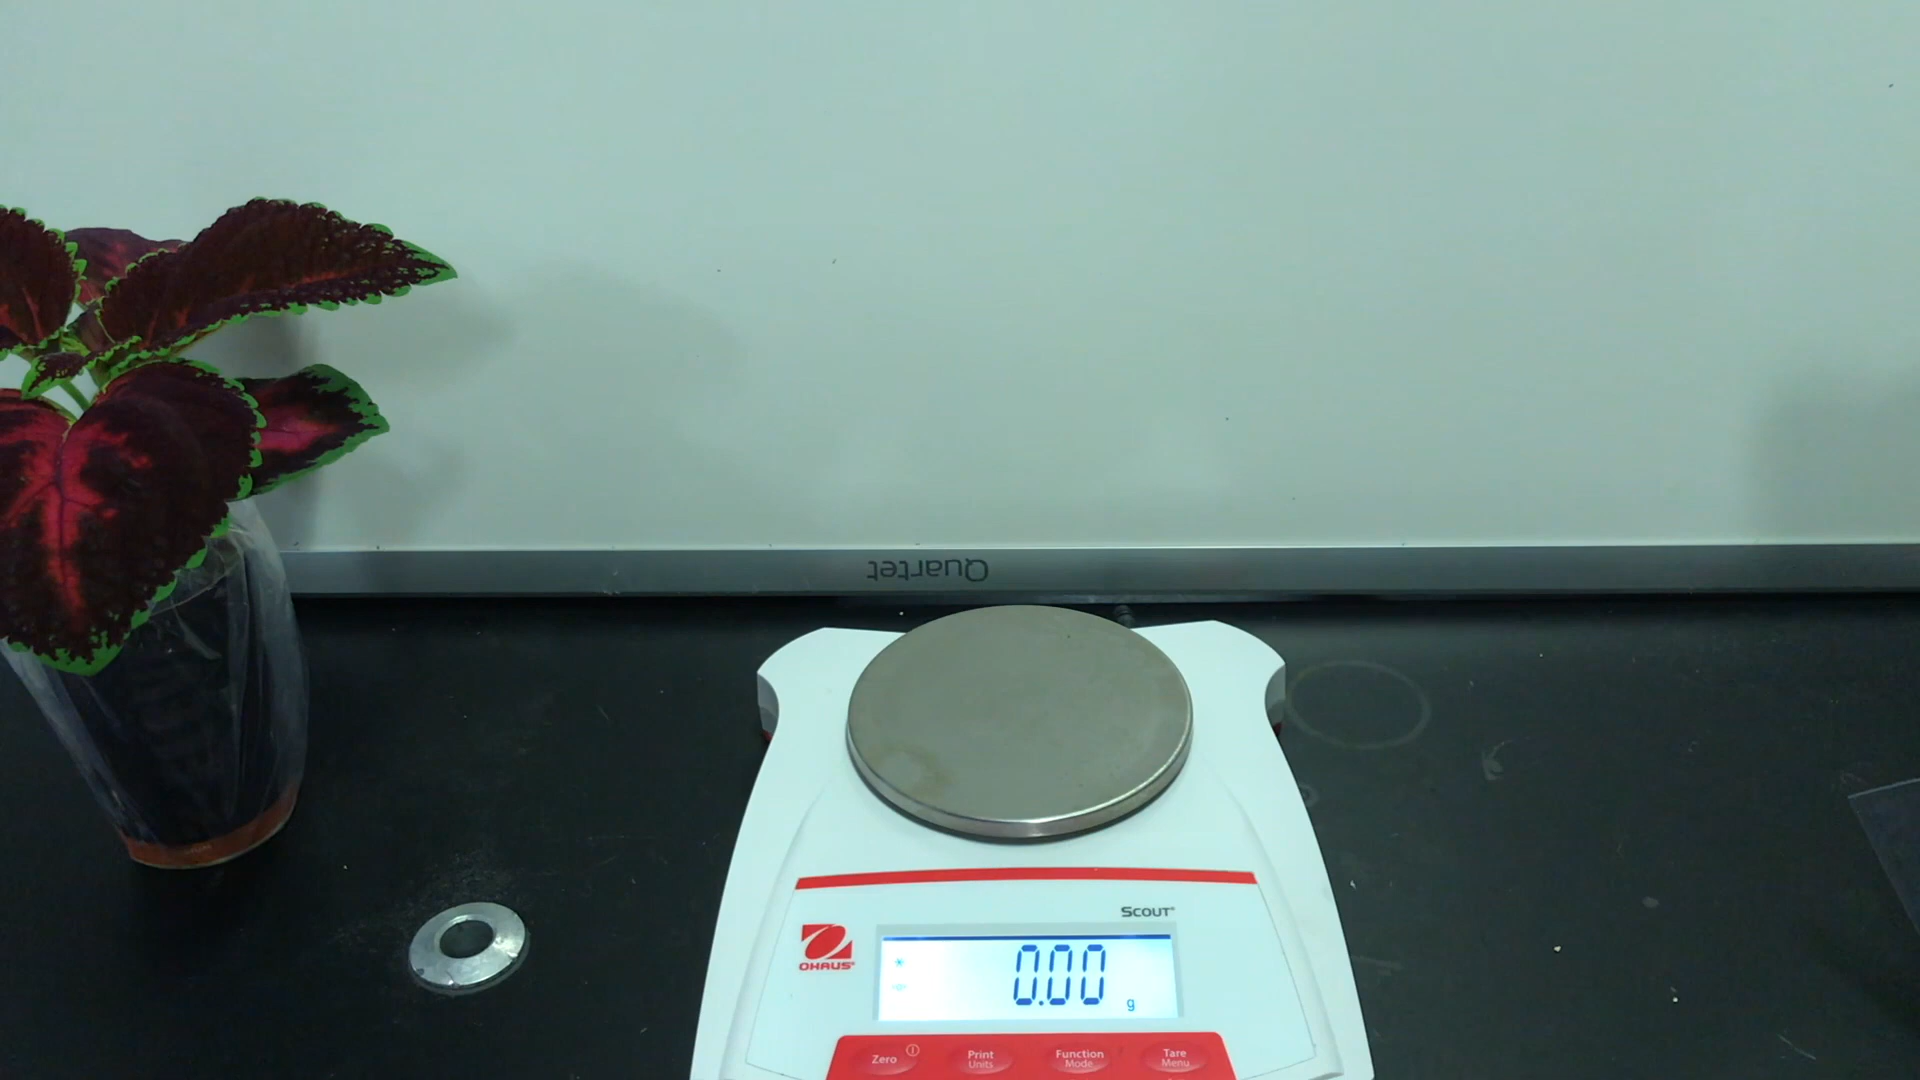 Quartet
SCOUT®
OHAUS®
0.00 g
Zero
Print
Units
Function
Mode
Tare
Menu